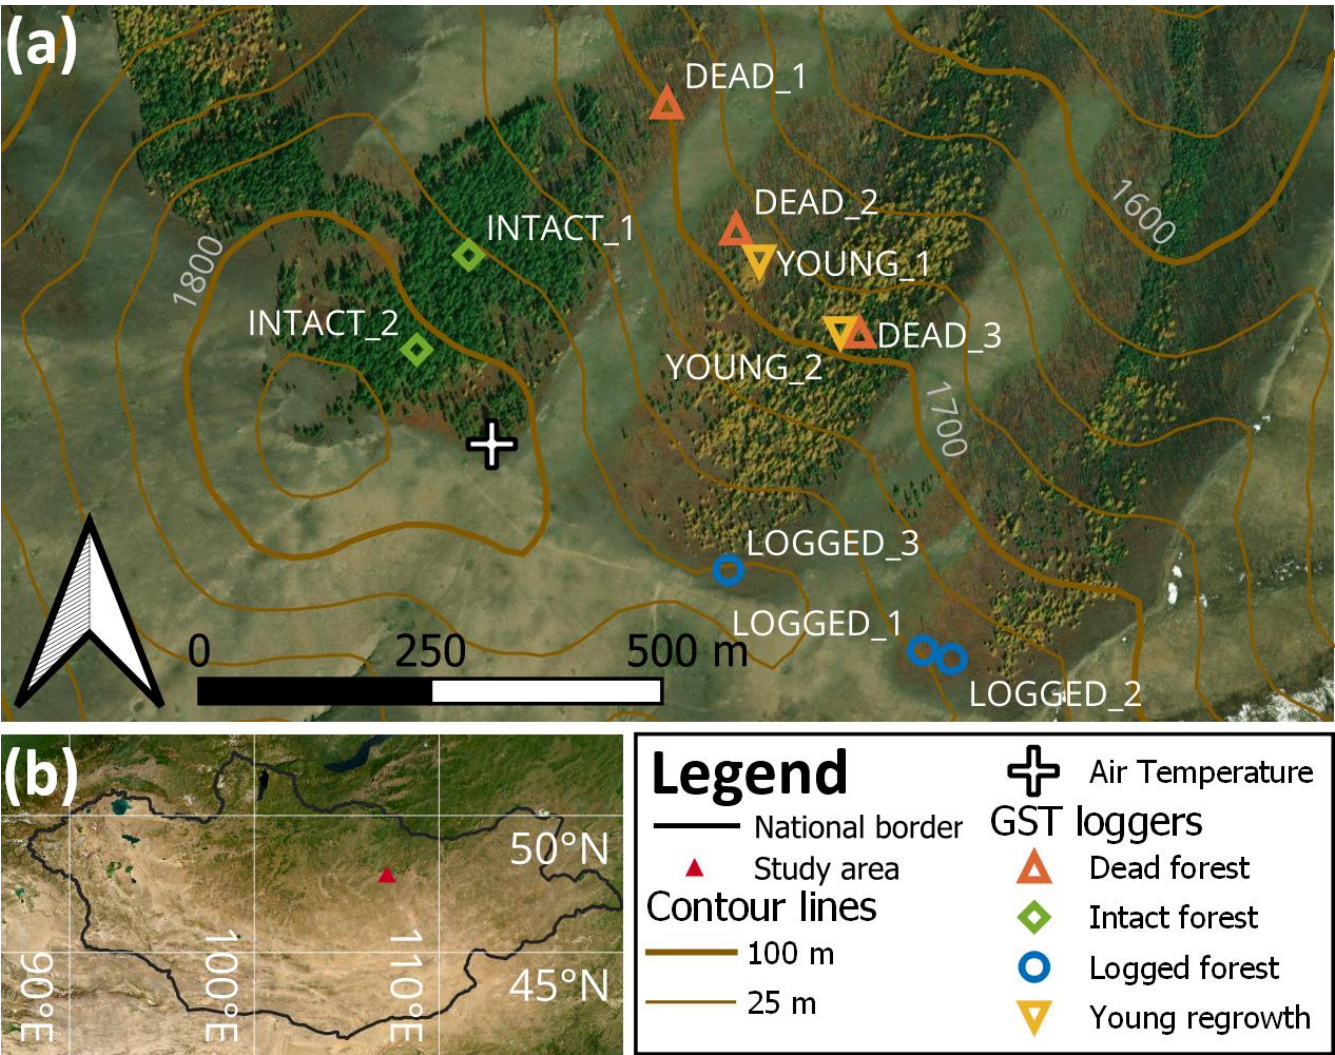 (a)
DEAD_1
DEAD_2
INTACT_1
YOUNG_1
1600
1800
INTACT_2
DEAD_3
YOUNG_2
1700
LOGGED_3
LOGGED_1
0 250 500 m
LOGGED_2
(b)
50°N
45°N
90°E
100°E
110°E
Legend
National border
Study area
Contour lines
100 m
25 m
Air Temperature
GST loggers
Dead forest
Intact forest
Logged forest
Young regrowth